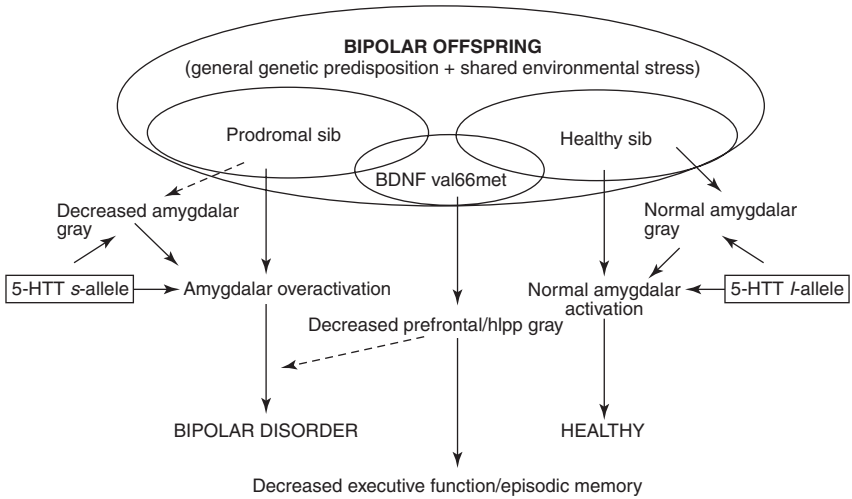 BIPOLAR OFFSPRING
(general genetic predisposition + shared environmental stress)
Prodromal sib
Healthy sib
BDNF val66met
Decreased amygdalar
gray
Normal amygdalar
gray
5-HTT s-allele
Amygdalar overactivation
Normal amygdalar
activation
5-HTT l-allele
Decreased prefrontal/hlpp gray
BIPOLAR DISORDER
HEALTHY
Decreased executive function/episodic memory